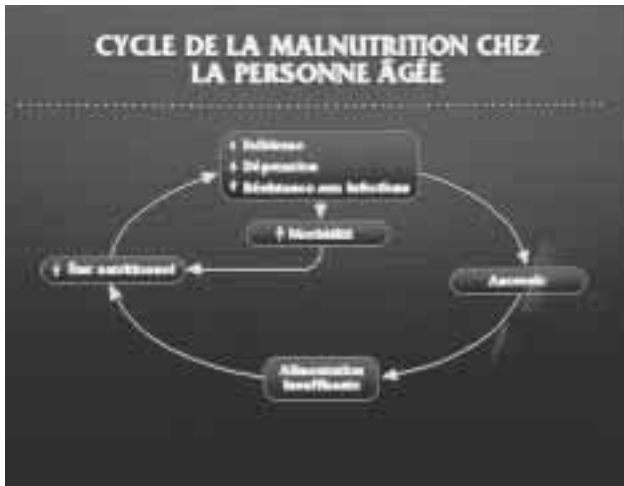 CYCLE DE LA MALNUTRITION CHEZ
LA PERSONNE ÂGÉE
Faiblesse
Dépression
Résistance aux infections
↑ Morbidité
État nutritionnel
Anorexie
Alimentation
insuffisante